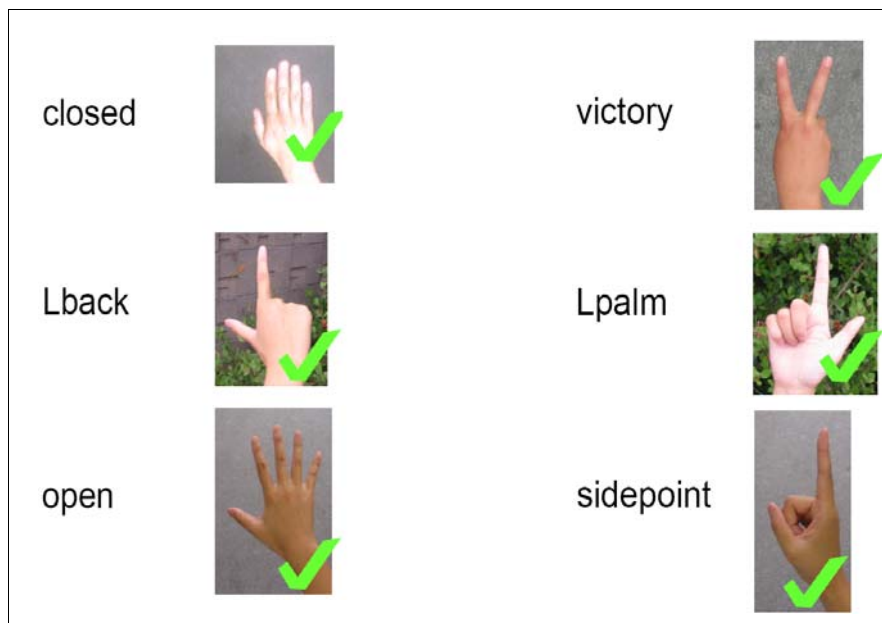 closed
victory
Lback
Lpalm
open
sidepoint